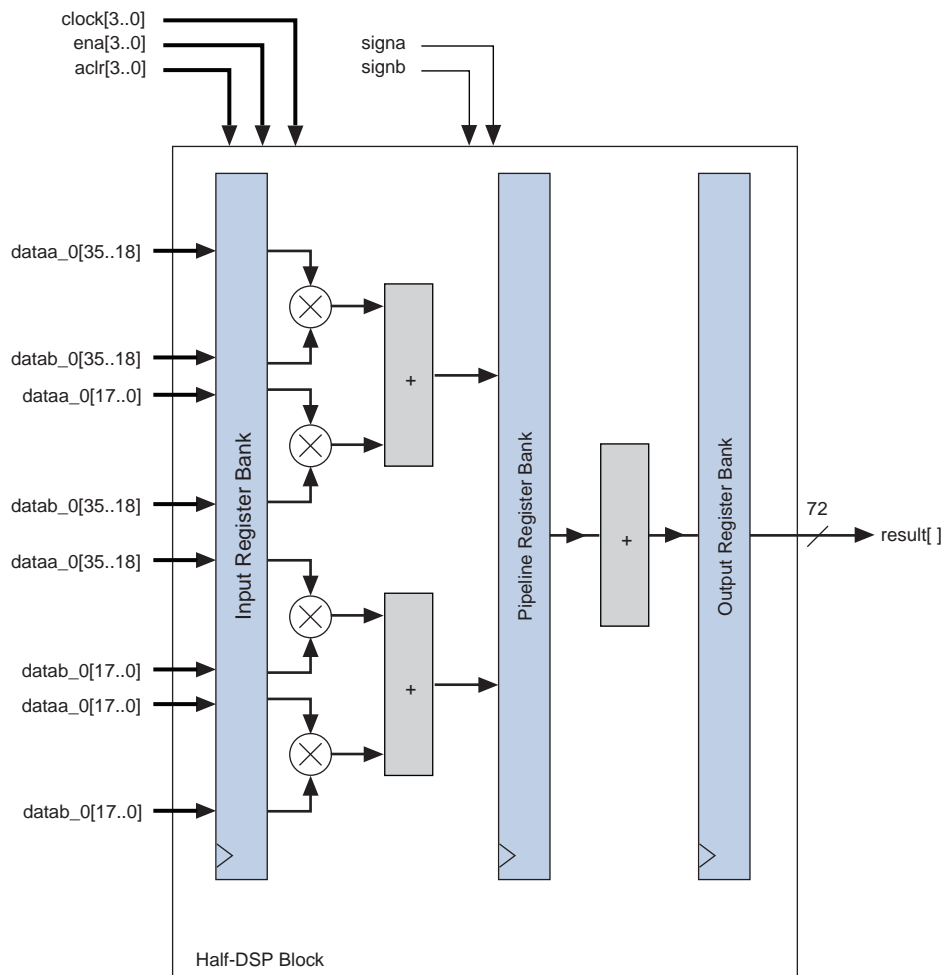 clock[3..0]
ena[3..0]
aclr[3..0]
signa
signb
dataa_0[35..18]
datab_0[35..18]
dataa_0[17..0]
datab_0[35..18]
dataa_0[35..18]
datab_0[17..0]
dataa_0[17..0]
datab_0[17..0]
Input Register Bank
+
+
Pipeline Register Bank
+
Output Register Bank
72
result[ ]
Half-DSP Block